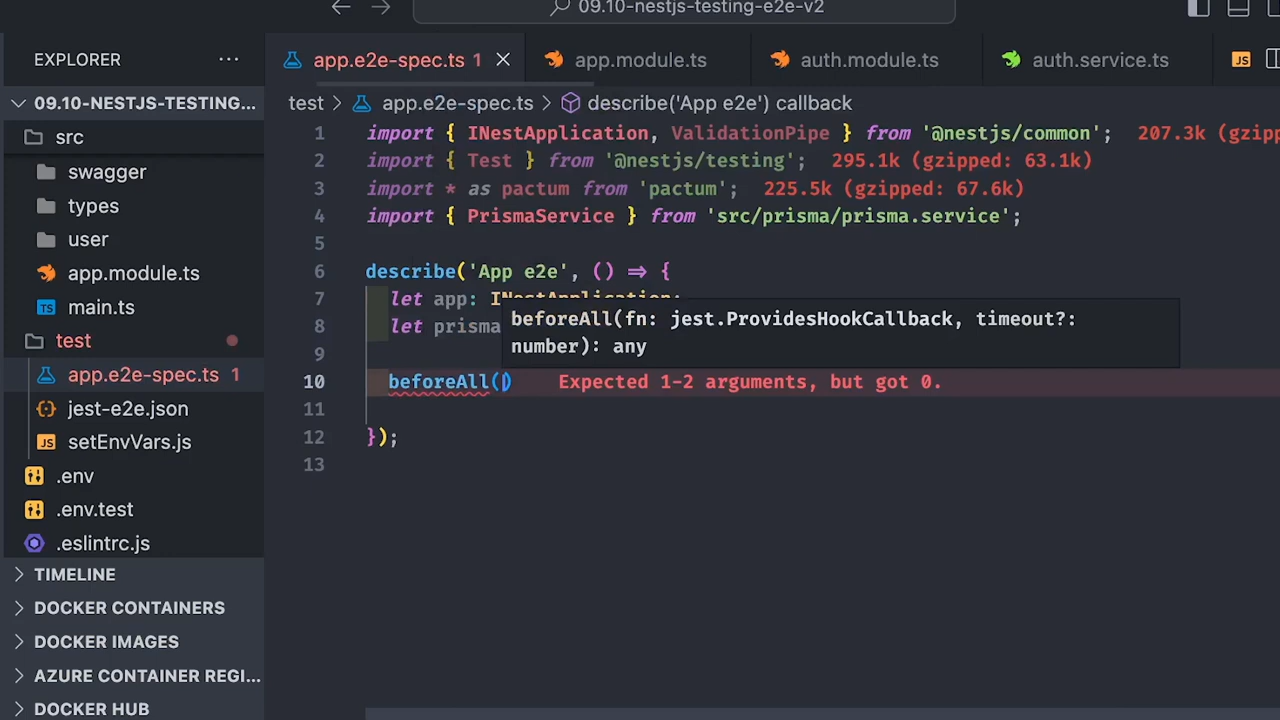 09.10-nestjs-testing-e2e-v2
EXPLORER
app.e2e-spec.ts 1
app.module.ts
auth.module.ts
auth.service.ts
JS
09.10-NESTJS-TESTING...
src
swagger
types
user
app.module.ts
TS main.ts
test
app.e2e-spec.ts 1
jest-e2e.json
JS setEnvVars.js
.env
.env.test
.eslintrc.js
TIMELINE
DOCKER CONTAINERS
DOCKER IMAGES
AZURE CONTAINER REGI...
DOCKER HUB
test > app.e2e-spec.ts > describe('App e2e') callback
1 import { INestApplication, ValidationPipe } from '@nestjs/common'; 207.3k (gzipped:
2 import { Test } from '@nestjs/testing'; 295.1k (gzipped: 63.1k)
3 import * as pactum from 'pactum'; 225.5k (gzipped: 67.6k)
4 import { PrismaService } from 'src/prisma/prisma.service';
5
6 describe('App e2e', () => {
7 let app: INestApplication;
8 let prisma
9
10 beforeAll() Expected 1-2 arguments, but got 0.
11
12 });
13
beforeAll(fn: jest.ProvidesHookCallback, timeout?:
number): any